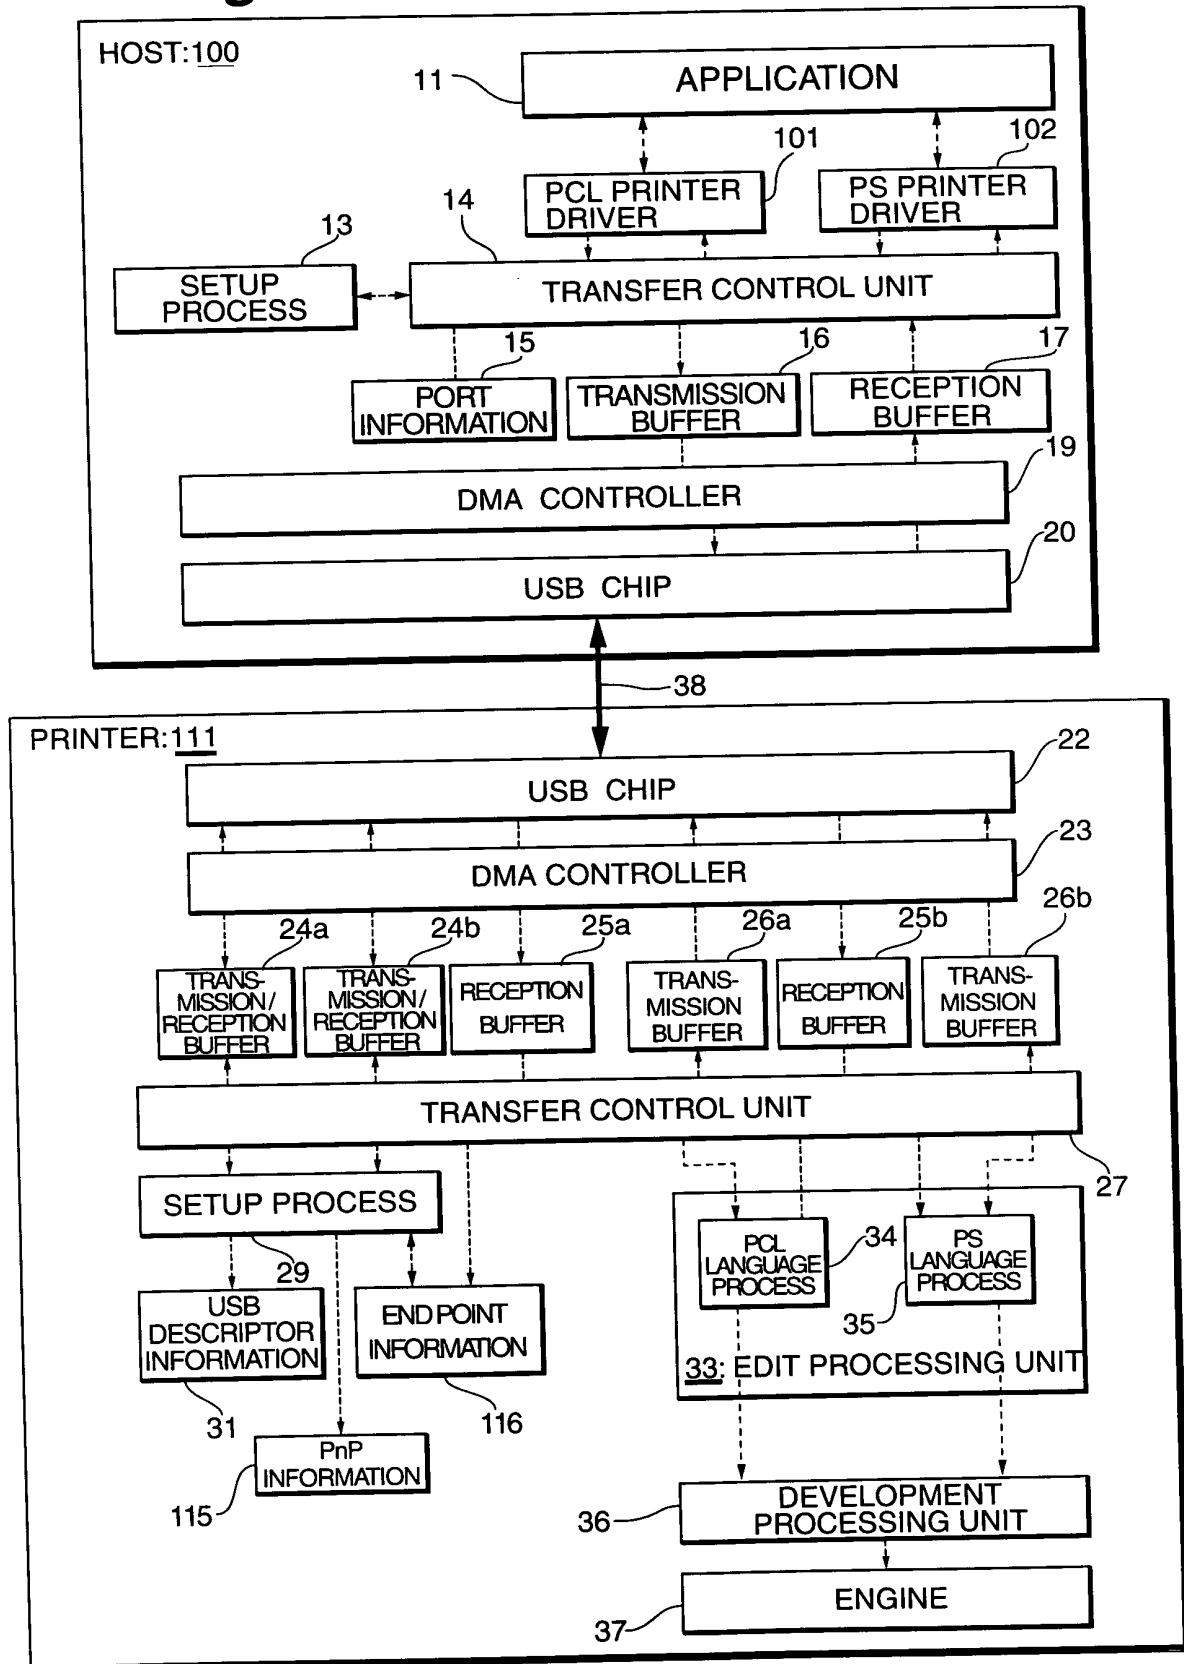 HOST:100
APPLICATION
11
101
102
PCL PRINTER
DRIVER
PS PRINTER
DRIVER
14
13
SETUP
PROCESS
TRANSFER CONTROL UNIT
15
16
17
PORT
INFORMATION
TRANSMISSION
BUFFER
RECEPTION
BUFFER
19
DMA CONTROLLER
20
USB CHIP
38
PRINTER:111
22
USB CHIP
23
DMA CONTROLLER
24a
24b
25a
26a
25b
26b
TRANS-
MISSION/
RECEPTION
BUFFER
TRANS-
MISSION/
RECEPTION
BUFFER
RECEPTION
BUFFER
TRANS-
MISSION
BUFFER
RECEPTION
BUFFER
TRANS-
MISSION
BUFFER
TRANSFER CONTROL UNIT
27
SETUP PROCESS
29
PCL
LANGUAGE
PROCESS
34
PS
LANGUAGE
PROCESS
35
USB
DESCRIPTOR
INFORMATION
31
END POINT
INFORMATION
116
33: EDIT PROCESSING UNIT
PnP
INFORMATION
115
DEVELOPMENT
PROCESSING UNIT
36
ENGINE
37